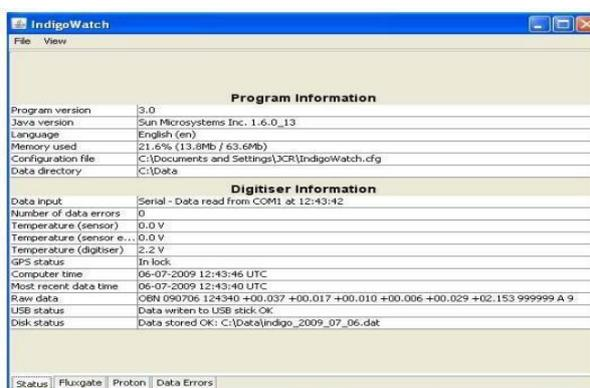 IndigoWatch
File View
Program Information
Program version 3.0
Java version Sun Microsystems Inc. 1.6.0_13
Language English (en)
Memory used 21.6% (13.8Mb / 63.6Mb)
Configuration file C:\Documents and Settings\JCR\IndigoWatch.cfg
Data directory C:\Data
Digitiser Information
Data input Serial - Data read from COM1 at 12:43:42
Number of data errors 0
Temperature (sensor) 0.0 V
Temperature (sensor e... 0.0 V
Temperature (digitiser) 2.2 V
GPS status In lock
Computer time 06-07-2009 12:43:46 UTC
Most recent data time 06-07-2009 12:43:40 UTC
Raw data OBN 090706 124340 +00.037 +00.017 +00.010 +00.006 +00.029 +02.153 999999 A 9
USB status Data writen to USB stick OK
Disk status Data stored OK: C:\Data\indigo_2009_07_06.dat
Status Fluxgate Proton Data Errors